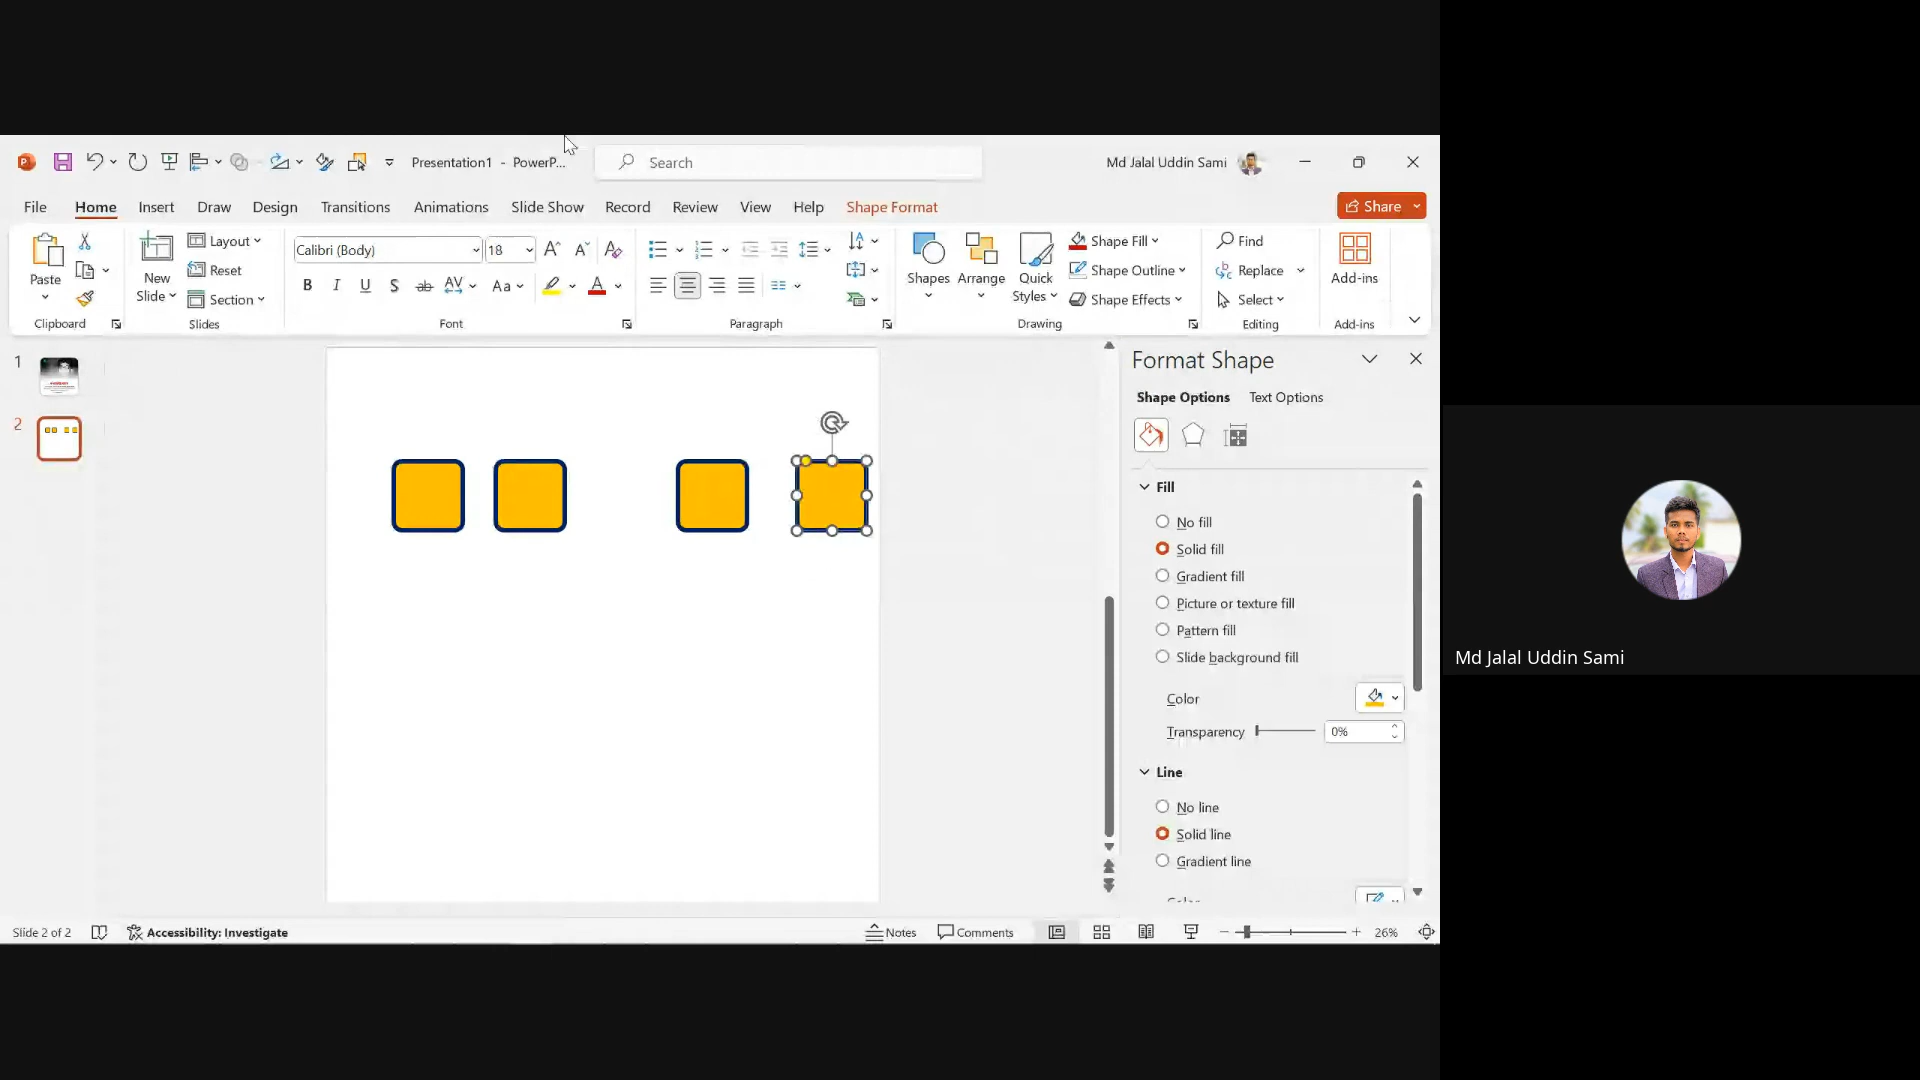 Presentation1 - PowerP...
Search
Md Jalal Uddin Sami
File Home Insert Draw Design Transitions Animations Slide Show Record Review View Help Shape Format
Share
Paste
New Slide
Layout
Reset
Section
Calibri (Body) 18
B I U S ab AV Aa A
Shapes
Arrange
Quick Styles
Shape Fill
Shape Outline
Shape Effects
Find
Replace
Select
Add-ins
Clipboard Slides Font Paragraph Drawing Editing Add-ins
1
2
Format Shape
Shape Options Text Options
Fill
No fill
Solid fill
Gradient fill
Picture or texture fill
Pattern fill
Slide background fill
Color
Transparency 0%
Line
No line
Solid line
Gradient line
Slide 2 of 2 Accessibility: Investigate Notes Comments 26%
Md Jalal Uddin Sami